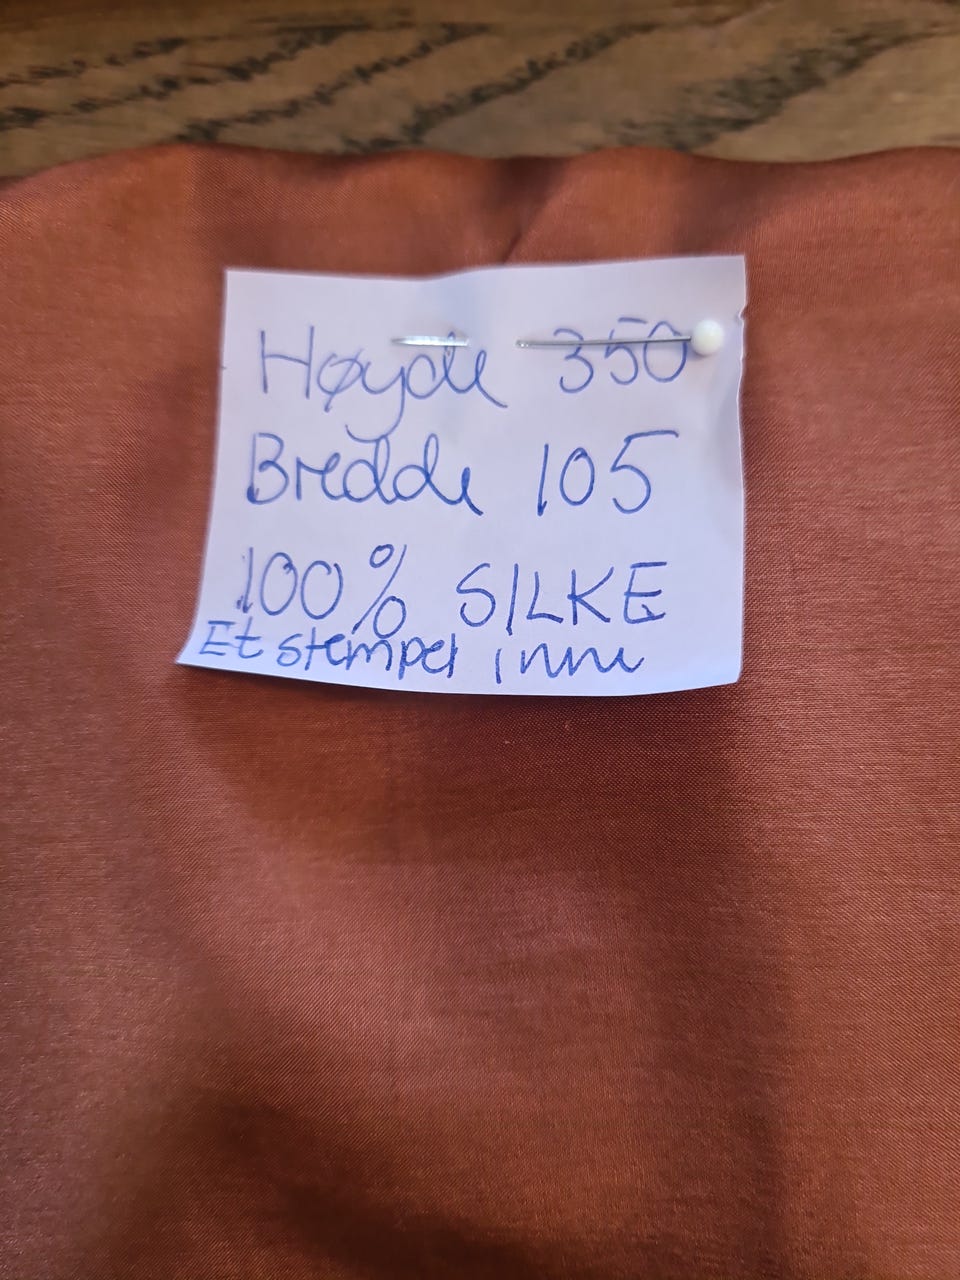 Høyde 350
Bredde 105
100% SILKE
Et stempel inni